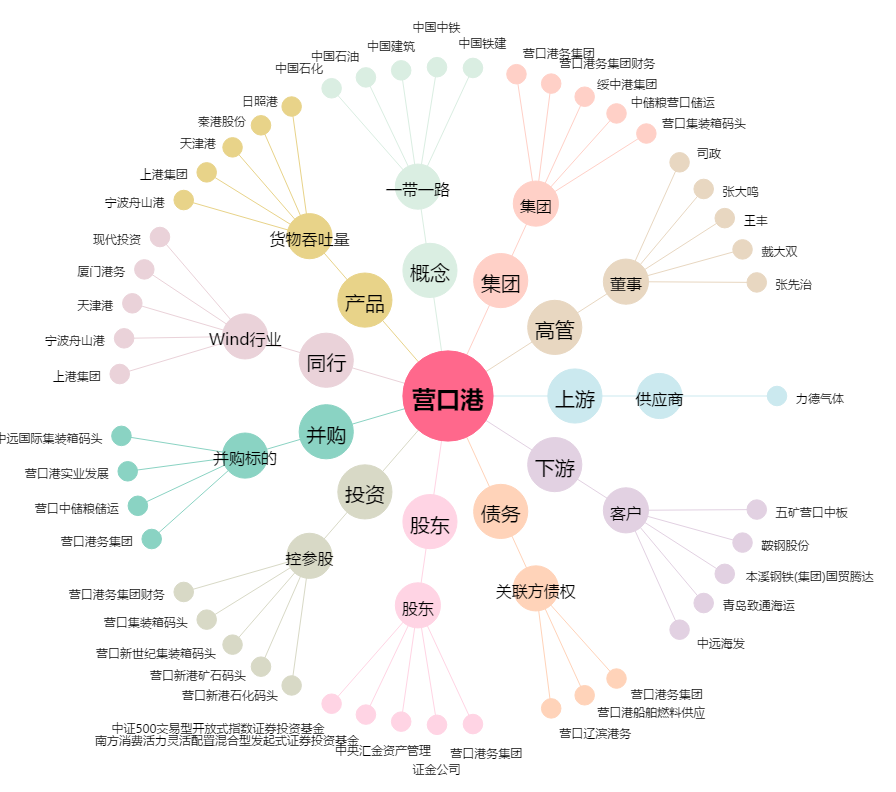 中国中铁
中国建筑
中国铁建
中国石油
中国石化
营口港务集团
营口港务集团财务
绥中港集团
中储粮营口储运
营口集装箱码头
日照港
秦港股份
天津港
上港集团
宁波舟山港
一带一路
集团
司政
张大鸣
王丰
戴大双
张先治
货物吞吐量
概念
集团
董事
现代投资
厦门港务
天津港
宁波舟山港
上港集团
产品
高管
Wind行业
同行
营口港
上游
供应商
力德气体
并购
并购标的
中远国际集装箱码头
营口港实业发展
营口中储粮储运
营口港务集团
下游
客户
五矿营口中板
鞍钢股份
本溪钢铁(集团)国贸腾达
青岛致通海运
中远海发
投资
股东
债务
控参股
营口港务集团财务
营口集装箱码头
营口新世纪集装箱码头
营口新港矿石码头
营口新港石化码头
股东
关联方债权
营口港务集团
营口港船舶燃料供应
营口辽滨港务
中证500交易型开放式指数证券投资基金
南方消费活力灵活配置混合型发起式证券投资基金
中央汇金资产管理
证金公司
营口港务集团